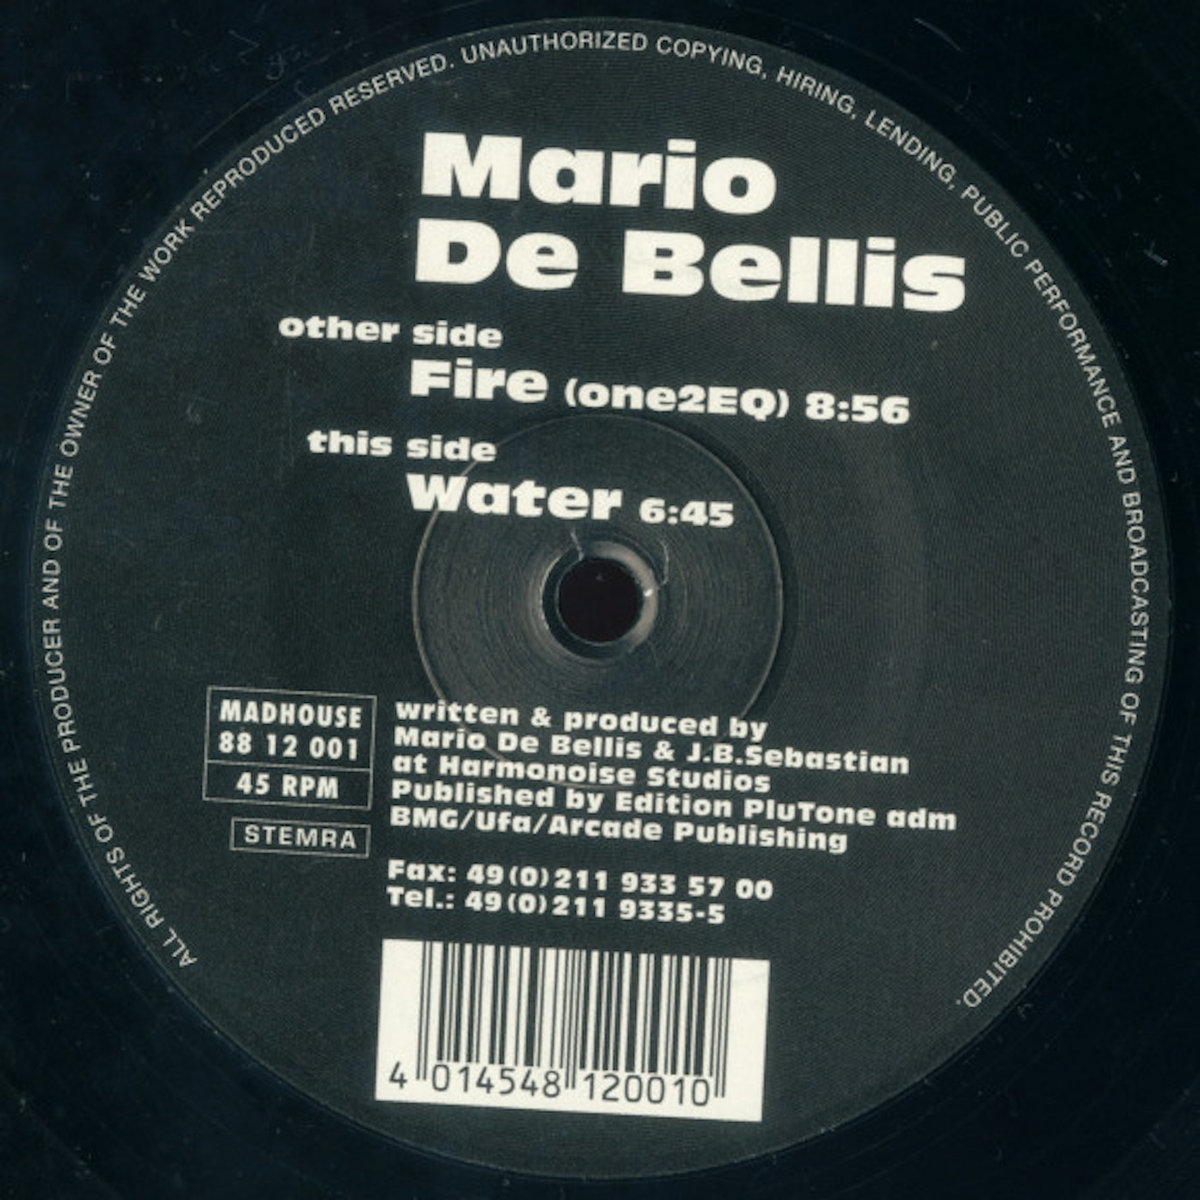 ALL RIGHTS OF THE PRODUCER AND OF THE OWNER OF THE WORK REPRODUCED RESERVED. UNAUTHORIZED COPYING, HIRING, LENDING, PUBLIC PERFORMANCE AND BROADCASTING OF THIS RECORD PROHIBITED.
Mario
De Bellis
other side
Fire (one2EQ) 8:56
this side
Water 6:45
MADHOUSE
88 12 001
45 RPM
STEMRA
written & produced by
Mario De Bellis & J.B.Sebastian
at Harmonoise Studios
Published by Edition PluTone adm
BMG/Ufa/Arcade Publishing
Fax: 49(0)211 933 57 00
Tel.: 49(0)211 9335-5
4 014548 120010